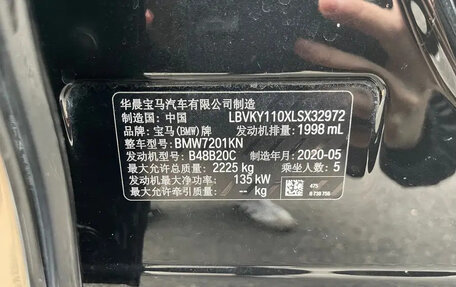 华晨宝马汽车有限公司制造
制造国：中国 LBVKY110XLSX32972
品牌：宝马(BMW)牌 发动机排量：1998 mL
整车型号：BMW7201KN
发动机型号：B48B20C 制造年月：2020-05
最大允许总质量：2225 kg 乘坐人数：5
发动机最大净功率：135 kW
最大允许牵引质量：-- kg
475
8 738 756